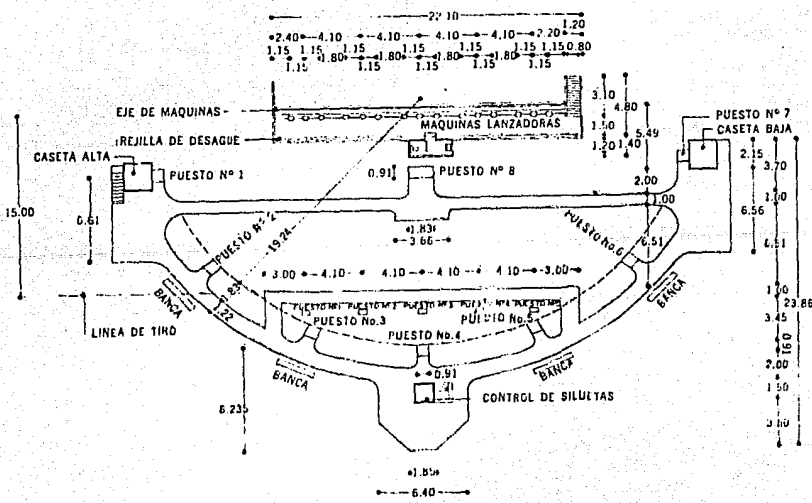 22.10
1.20
2.40 4.10 4.10 4.10 4.10 2.20
1.15 1.15 1.15 1.15 1.15 1.15 0.80
1.80 1.80 1.80 1.80
1.15 1.15 1.15 1.15 1.15
EJE DE MAQUINAS
MAQUINAS LANZADORAS
REJILLA DE DESAGUE
3.10
4.80
1.50
5.49
1.20 1.40
PUESTO Nº 7
CASETA BAJA
CASETA ALTA
PUESTO Nº 1
0.91
PUESTO Nº 8
2.15
3.70
2.00
1.00
15.00
6.56
1.83
3.66
PUESTO No.6
6.51
19.24
3.00 4.10 4.10 4.10 4.10 3.00
BANCA
1.22
BANCA
LINEA DE TIRO
PUESTO No.3
PUESTO No.4
PUESTO No.5
23.86
3.45
0.91
2.00
1.50
BANCA
0.91
BANCA
CONTROL DE SILUETAS
6.235
6.40